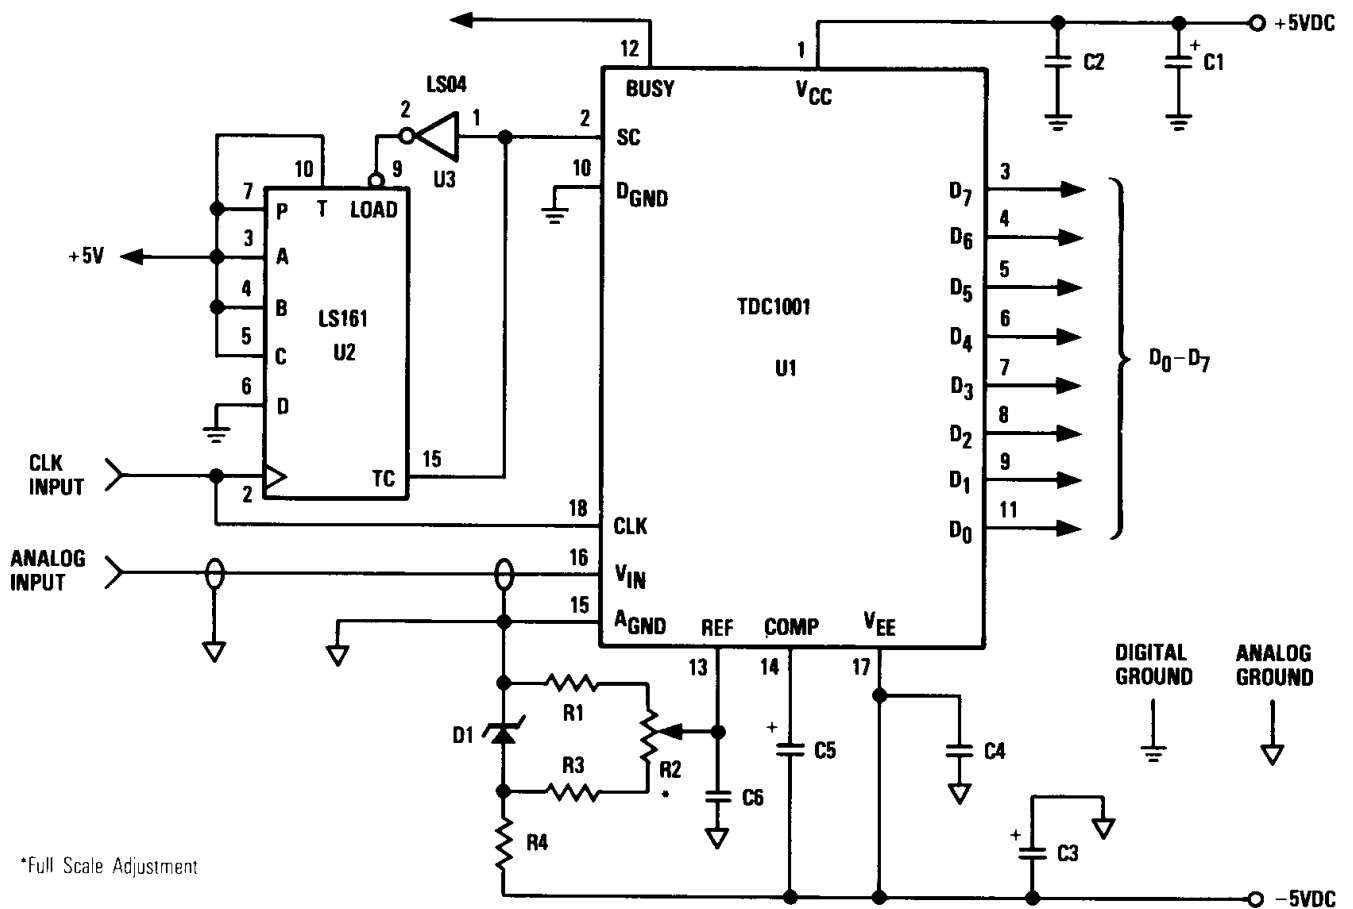 +5VDC
12
1
C2
C1
+
LS04
BUSY
VCC
2
1
2
SC
10
9
U3
10
DGND
3
D7
7
P
T
LOAD
4
D6
3
+5V
A
5
D5
4
B
LS161
TDC1001
6
D4
D0–D7
5
C
U2
U1
7
D3
6
D
8
D2
CLK
INPUT
TC
15
9
D1
2
18
CLK
11
D0
ANALOG
INPUT
16
VIN
15
AGND
REF
COMP
VEE
13
14
17
DIGITAL
GROUND
ANALOG
GROUND
R1
D1
+
C5
C4
R3
R2
*
C6
R4
+
C3
*Full Scale Adjustment
−5VDC